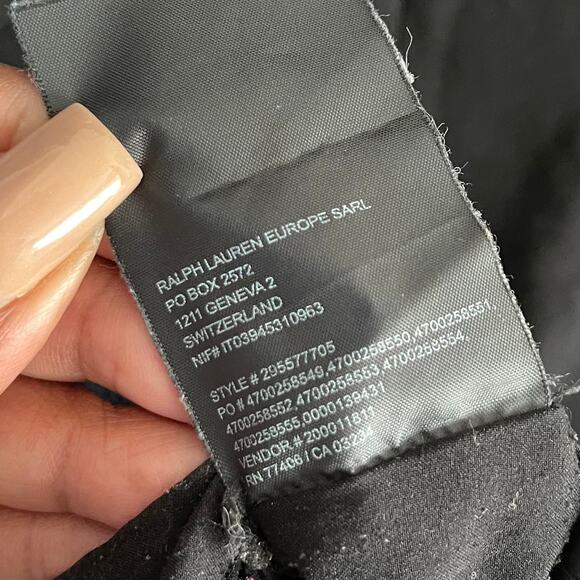 RALPH LAUREN EUROPE SARL
PO BOX 2572
1211 GENEVA 2
SWITZERLAND
NIF# IT03945310963
STYLE # 295577705
PO # 4700258549,4700258550,4700258551,
4700258552 4700258553,4700258554,
4700258555,0000139431
VENDOR.# 200011811
RN 77406 / CA 03234